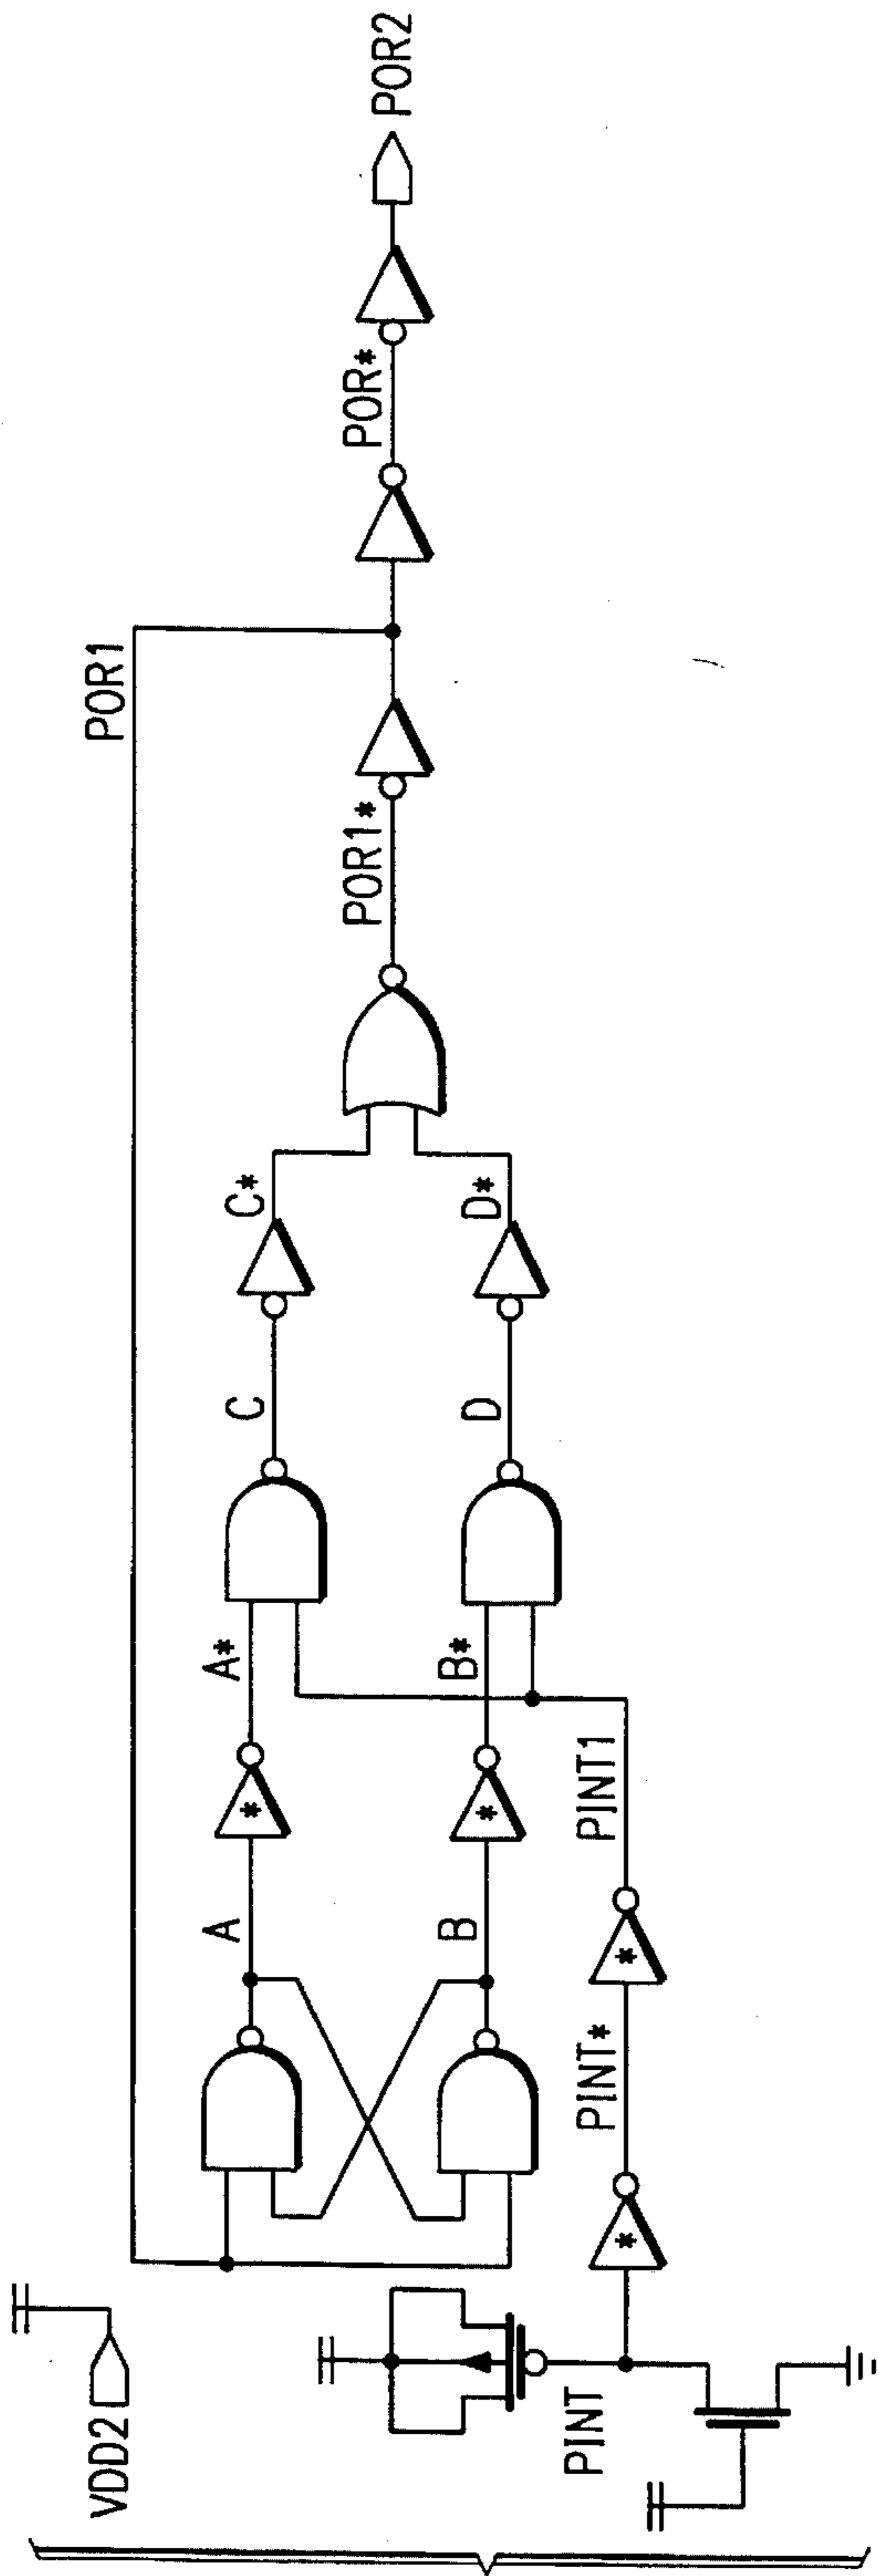 VDD2
POR1
A
A*
C
C*
B
B*
D
D*
POR1*
POR*
POR2
PINT
PINT*
PINT1
*
*
*
*